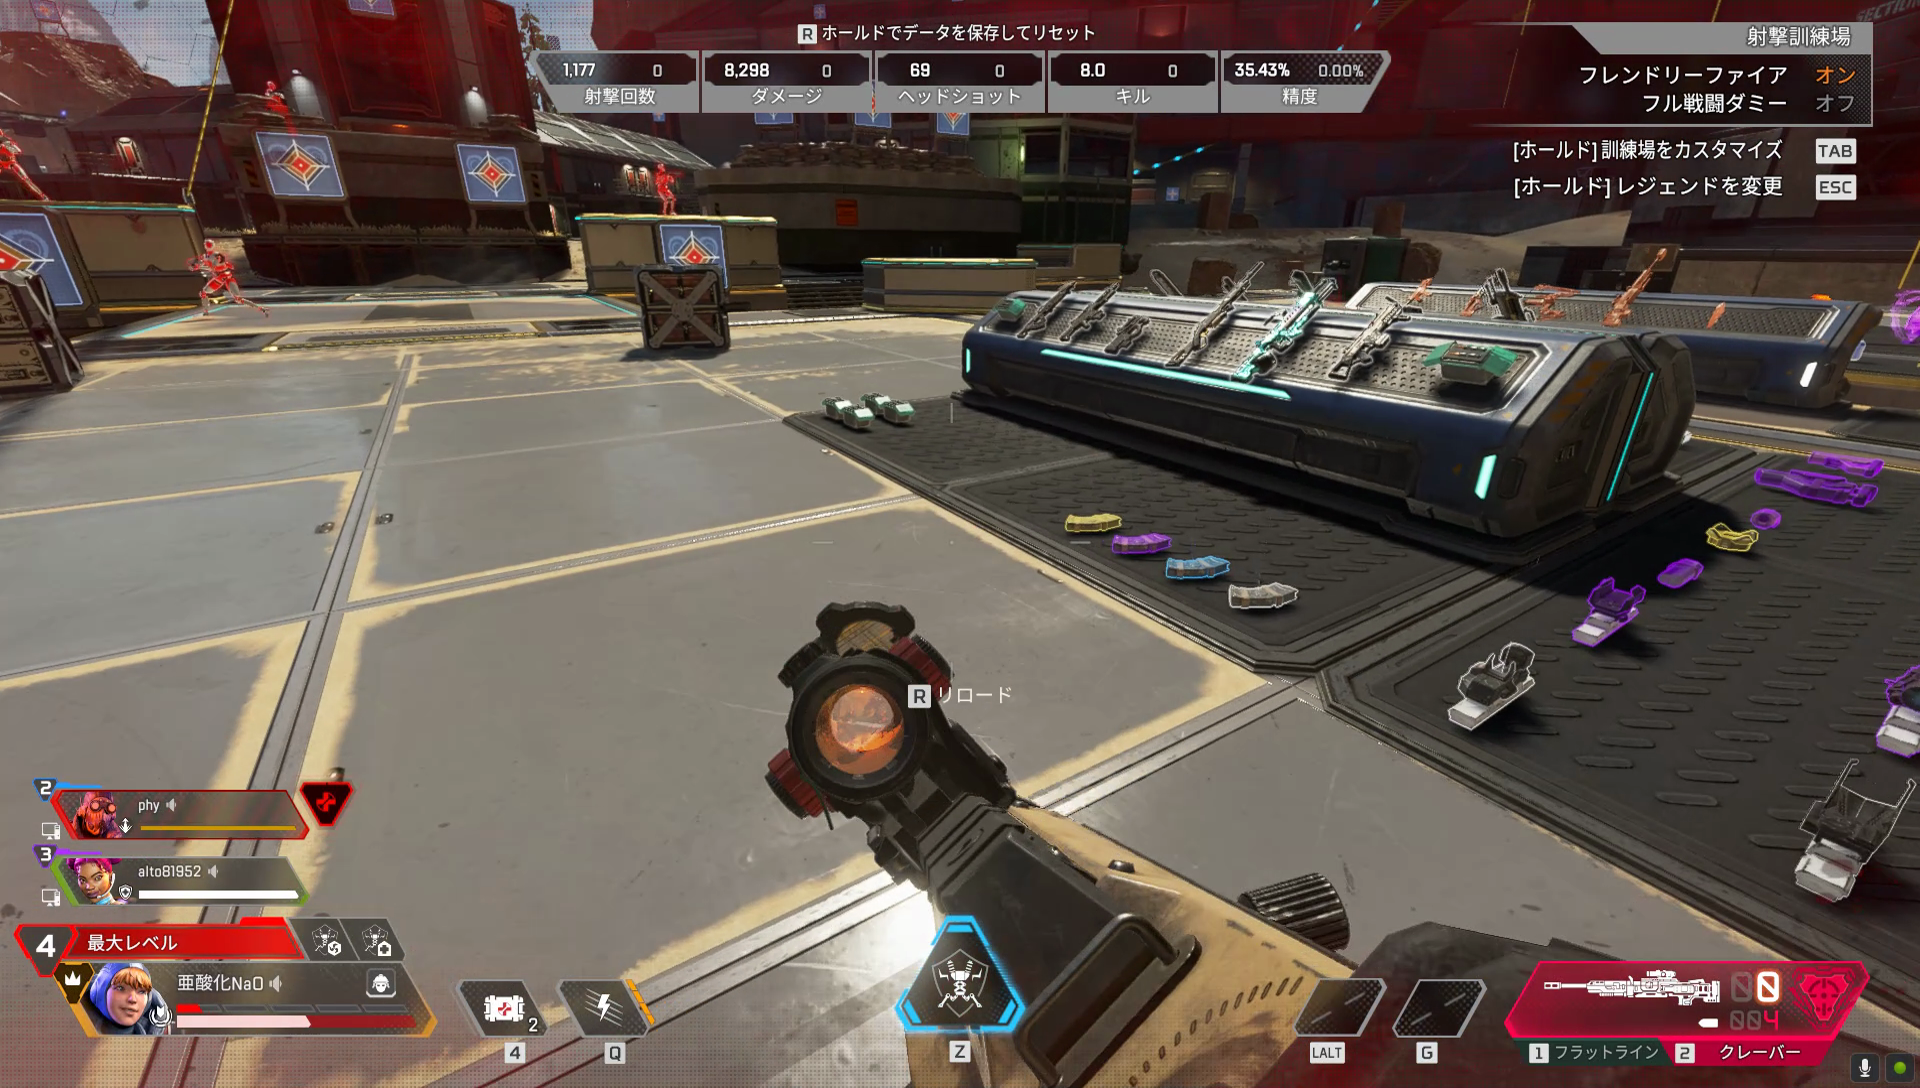 R ホールドでデータを保存してリセット
1,177 0 射撃回数
8,298 0 ダメージ
69 0 ヘッドショット
8.0 0 キル
35.43% 0.00% 精度
射撃訓練場
フレンドリーファイア オン
フル戦闘ダミー オフ
[ホールド]訓練場をカスタマイズ TAB
[ホールド]レジェンドを変更 ESC
R リロード
2 phy
3 alto81952
4 最大レベル
亜酸化NaO
2
4
Q
Z
LALT
G
00
004
1 フラットライン
2 クレーバー